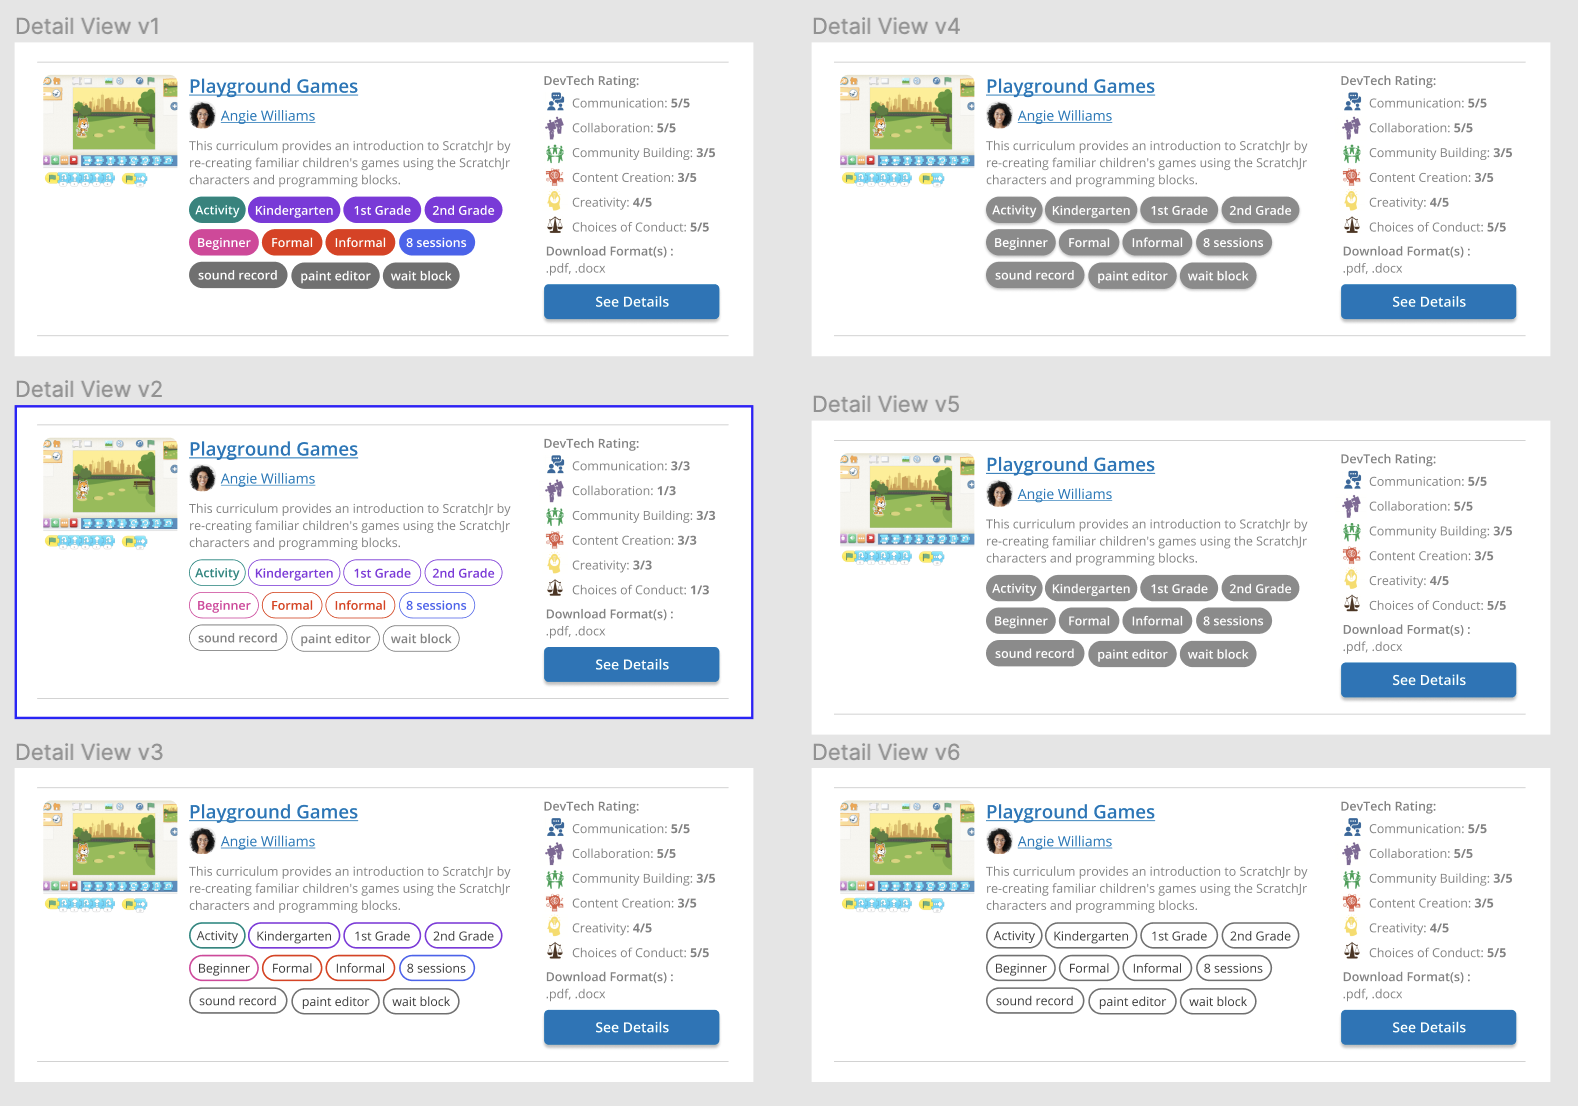 Detail View v1
Playground Games
Angie Williams
This curriculum provides an introduction to ScratchJr by
re-creating familiar children's games using the ScratchJr
characters and programming blocks.
Activity Kindergarten 1st Grade 2nd Grade
Beginner Formal Informal 8 sessions
sound record paint editor wait block
DevTech Rating:
Communication: 5/5
Collaboration: 5/5
Community Building: 3/5
Content Creation: 3/5
Creativity: 4/5
Choices of Conduct: 5/5
Download Format(s) :
.pdf, .docx
See Details
Detail View v4
Playground Games
Angie Williams
This curriculum provides an introduction to ScratchJr by
re-creating familiar children's games using the ScratchJr
characters and programming blocks.
Activity Kindergarten 1st Grade 2nd Grade
Beginner Formal Informal 8 sessions
sound record paint editor wait block
DevTech Rating:
Communication: 5/5
Collaboration: 5/5
Community Building: 3/5
Content Creation: 3/5
Creativity: 4/5
Choices of Conduct: 5/5
Download Format(s) :
.pdf, .docx
See Details
Detail View v2
Playground Games
Angie Williams
This curriculum provides an introduction to ScratchJr by
re-creating familiar children's games using the ScratchJr
characters and programming blocks.
Activity Kindergarten 1st Grade 2nd Grade
Beginner Formal Informal 8 sessions
sound record paint editor wait block
DevTech Rating:
Communication: 3/3
Collaboration: 1/3
Community Building: 3/3
Content Creation: 3/3
Creativity: 3/3
Choices of Conduct: 1/3
Download Format(s) :
.pdf, .docx
See Details
Detail View v5
Playground Games
Angie Williams
This curriculum provides an introduction to ScratchJr by
re-creating familiar children's games using the ScratchJr
characters and programming blocks.
Activity Kindergarten 1st Grade 2nd Grade
Beginner Formal Informal 8 sessions
sound record paint editor wait block
DevTech Rating:
Communication: 5/5
Collaboration: 5/5
Community Building: 3/5
Content Creation: 3/5
Creativity: 4/5
Choices of Conduct: 5/5
Download Format(s) :
.pdf, .docx
See Details
Detail View v3
Playground Games
Angie Williams
This curriculum provides an introduction to ScratchJr by
re-creating familiar children's games using the ScratchJr
characters and programming blocks.
Activity Kindergarten 1st Grade 2nd Grade
Beginner Formal Informal 8 sessions
sound record paint editor wait block
DevTech Rating:
Communication: 5/5
Collaboration: 5/5
Community Building: 3/5
Content Creation: 3/5
Creativity: 4/5
Choices of Conduct: 5/5
Download Format(s) :
.pdf, .docx
See Details
Detail View v6
Playground Games
Angie Williams
This curriculum provides an introduction to ScratchJr by
re-creating familiar children's games using the ScratchJr
characters and programming blocks.
Activity Kindergarten 1st Grade 2nd Grade
Beginner Formal Informal 8 sessions
sound record paint editor wait block
DevTech Rating:
Communication: 5/5
Collaboration: 5/5
Community Building: 3/5
Content Creation: 3/5
Creativity: 4/5
Choices of Conduct: 5/5
Download Format(s) :
.pdf, .docx
See Details